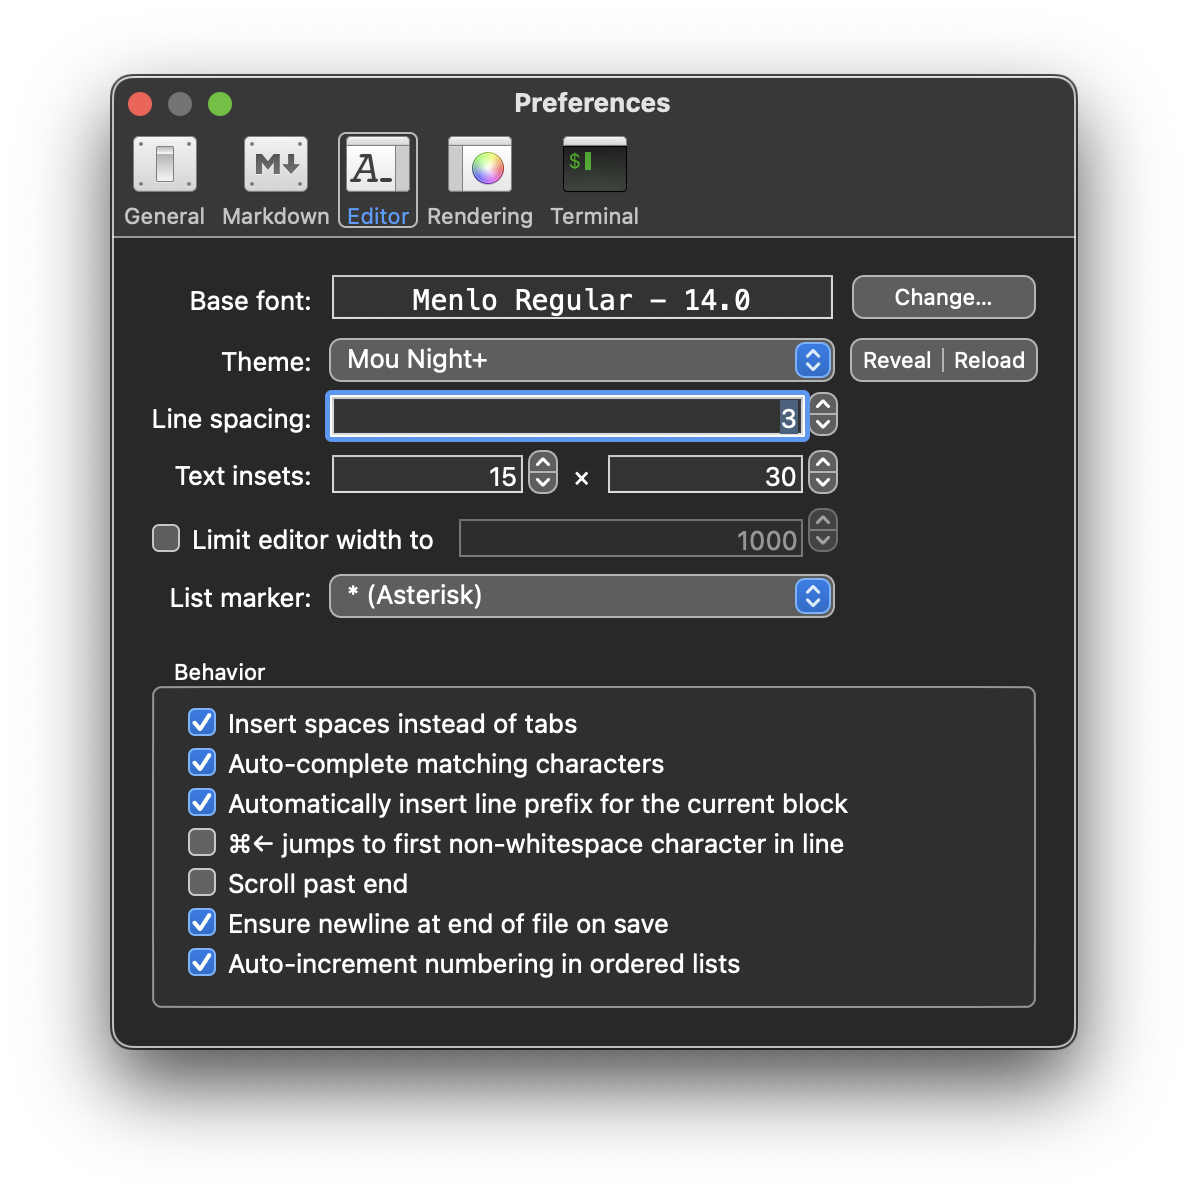 Preferences
General Markdown Editor Rendering Terminal
Base font: Menlo Regular – 14.0 Change...
Theme: Mou Night+ Reveal Reload
Line spacing: 3
Text insets: 15 × 30
Limit editor width to 1000
List marker: * (Asterisk)
Behavior
Insert spaces instead of tabs
Auto-complete matching characters
Automatically insert line prefix for the current block
⌘← jumps to first non-whitespace character in line
Scroll past end
Ensure newline at end of file on save
Auto-increment numbering in ordered lists